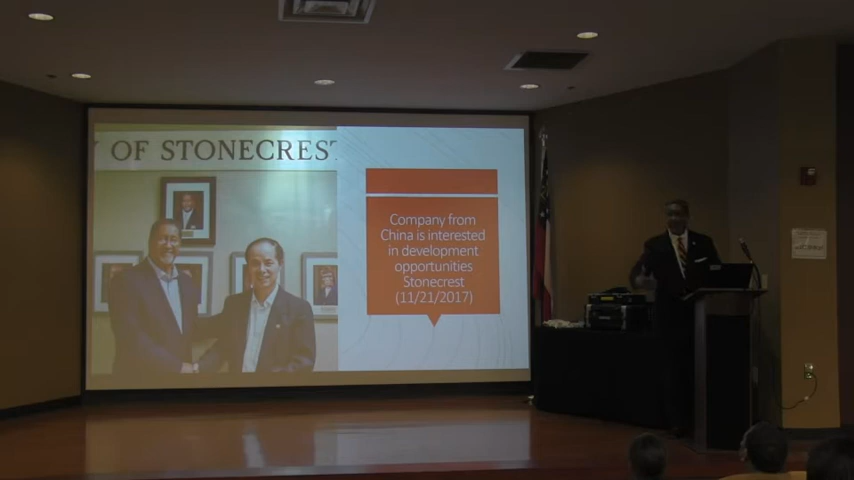 Y OF STONECREST
Company from
China is interested
in development
opportunities
Stonecrest
(11/21/2017)